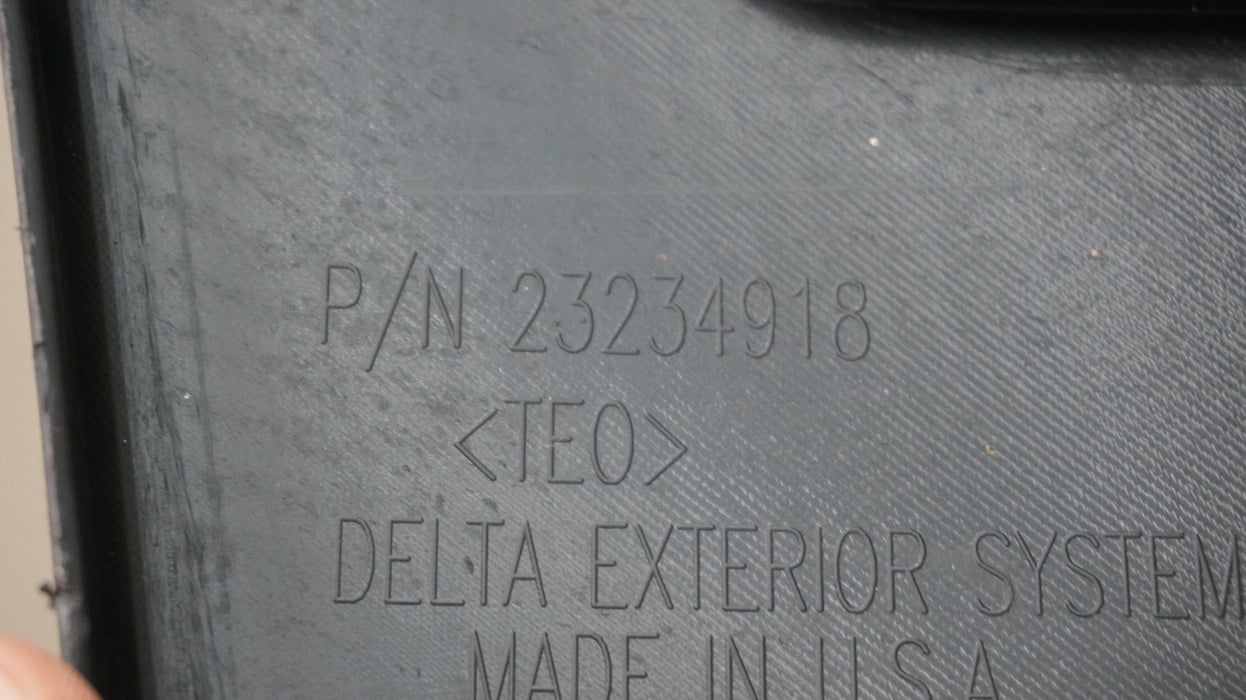 P/N 23234918
<TEO>
DELTA EXTERIOR SYSTEM
MADE IN U.S.A